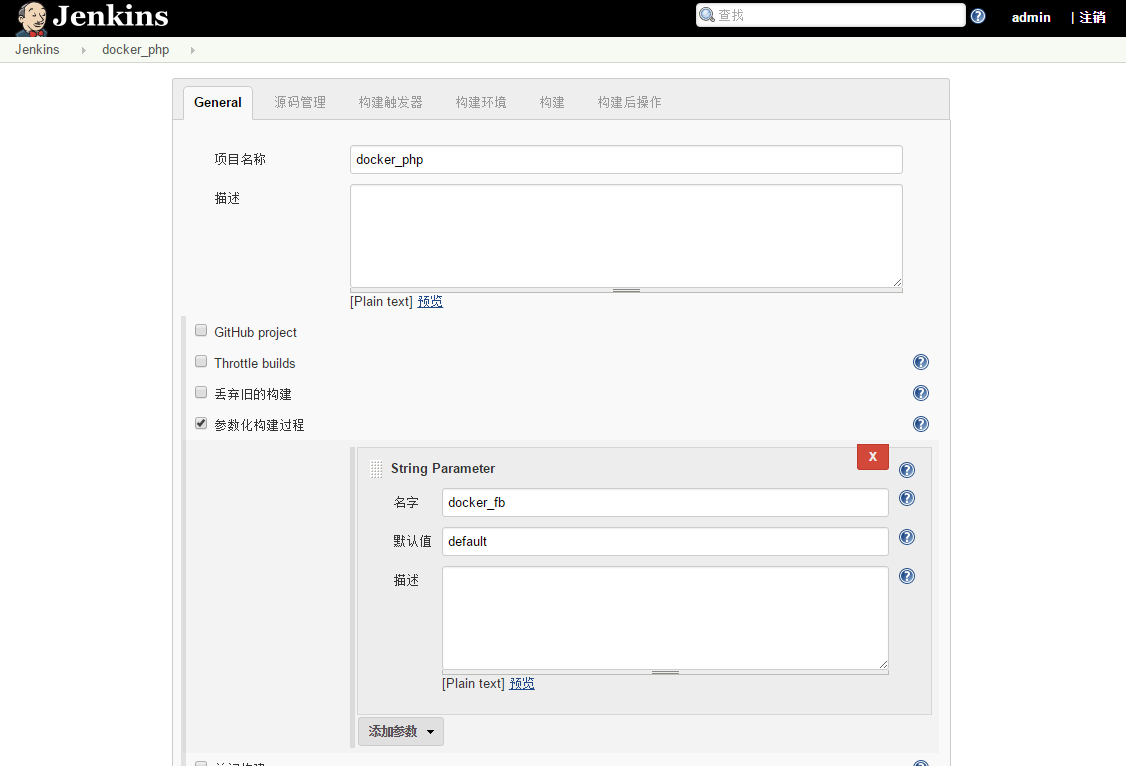 Jenkins
查找
admin
| 注销
Jenkins
docker_php
General 源码管理 构建触发器 构建环境 构建 构建后操作
项目名称 docker_php
描述
[Plain text] 预览
GitHub project
Throttle builds
丢弃旧的构建
参数化构建过程
X
String Parameter
名字 docker_fb
默认值 default
描述
[Plain text] 预览
添加参数